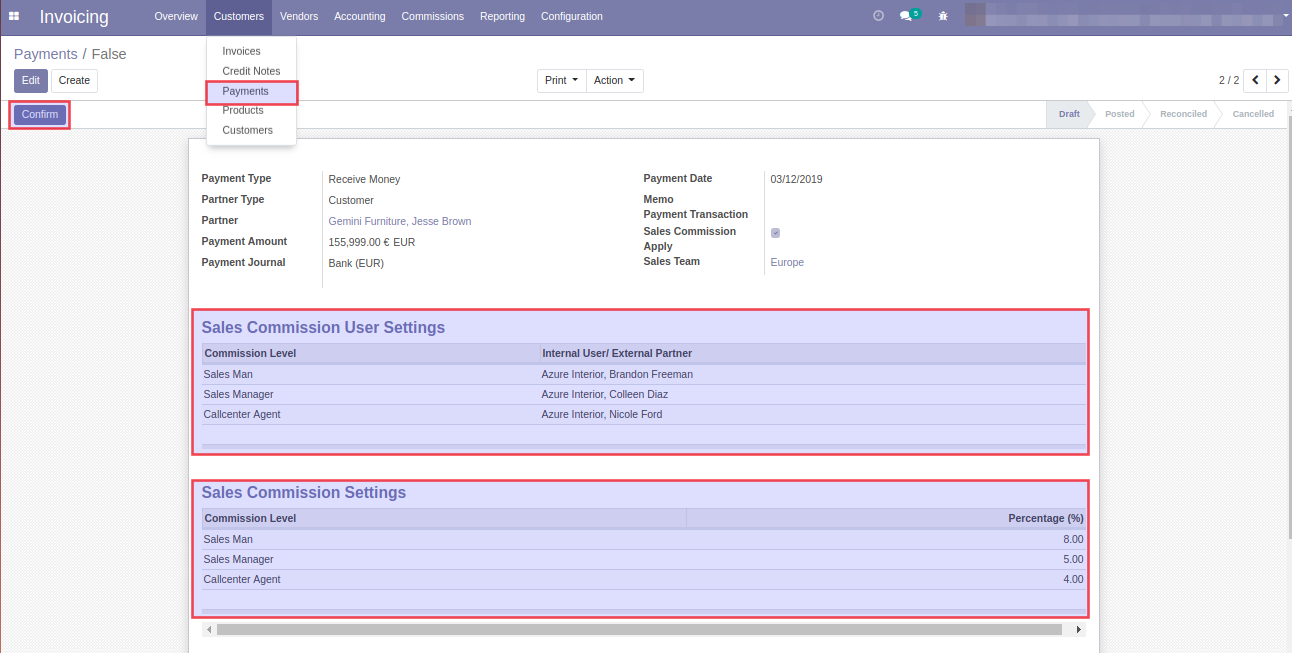 Invoicing Overview Customers Vendors Accounting Commissions Reporting Configuration 5
Payments / False
Invoices
Credit Notes
Payments
Products
Customers
Edit Create Print Action 2 / 2
Confirm Draft Posted Reconciled Cancelled
Payment Type Receive Money
Partner Type Customer
Partner Gemini Furniture, Jesse Brown
Payment Amount 155,999.00 € EUR
Payment Journal Bank (EUR)
Payment Date 03/12/2019
Memo
Payment Transaction
Sales Commission
Apply
Sales Team Europe
Sales Commission User Settings
Commission Level Internal User/ External Partner
Sales Man Azure Interior, Brandon Freeman
Sales Manager Azure Interior, Colleen Diaz
Callcenter Agent Azure Interior, Nicole Ford
Sales Commission Settings
Commission Level Percentage (%)
Sales Man 8.00
Sales Manager 5.00
Callcenter Agent 4.00